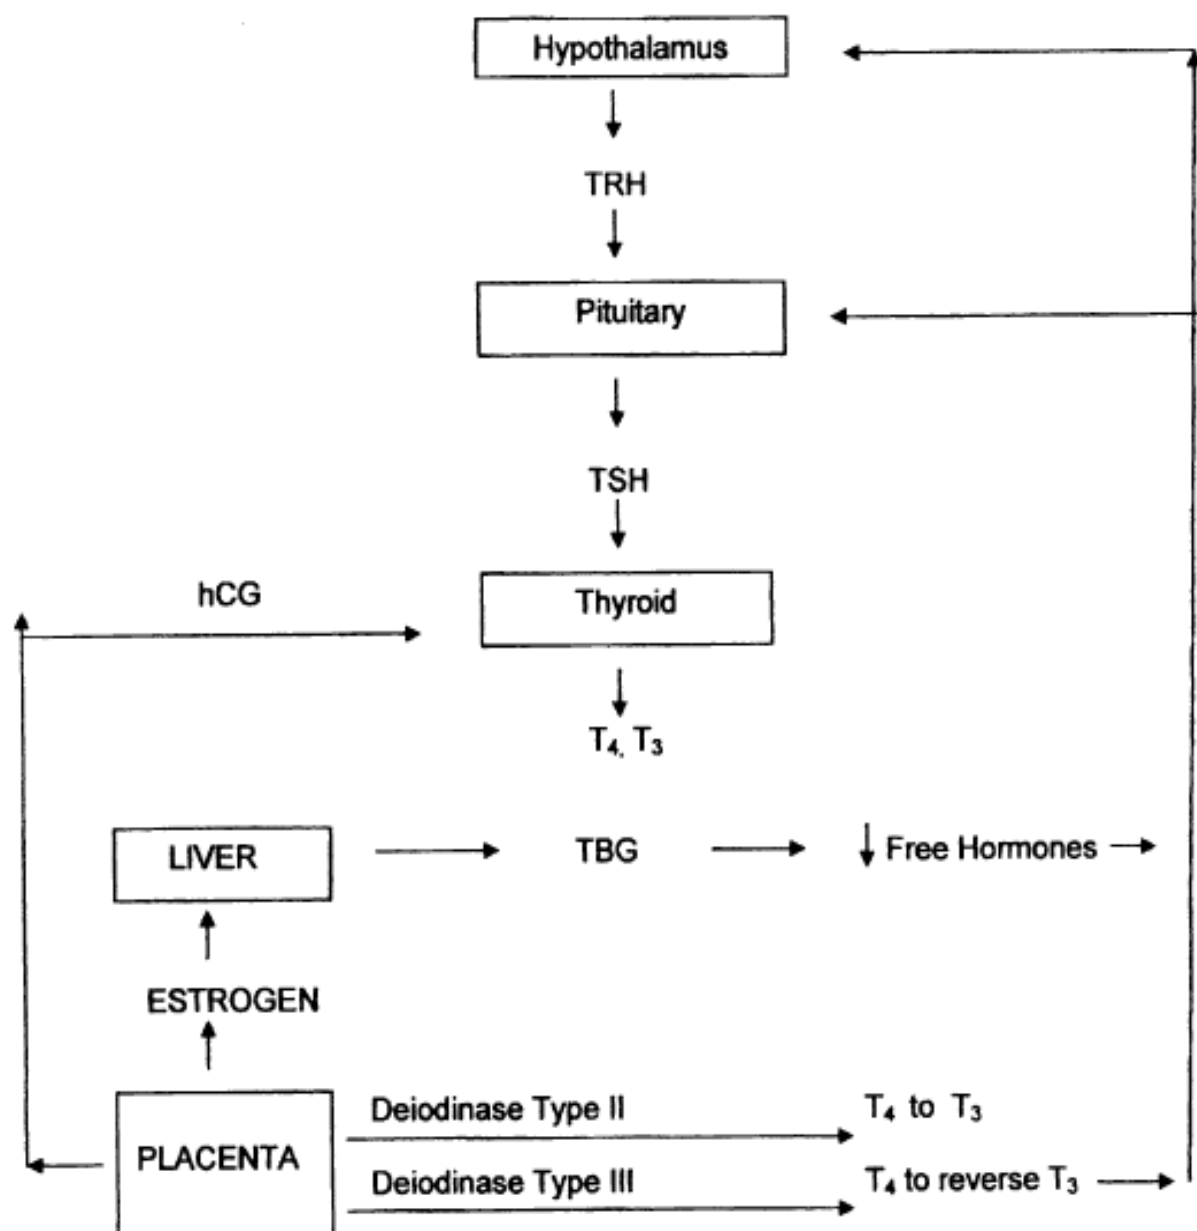 Hypothalamus
TRH
Pituitary
TSH
hCG
Thyroid
T₄, T₃
LIVER
TBG
↓ Free Hormones
ESTROGEN
PLACENTA
Deiodinase Type II
T₄ to T₃
Deiodinase Type III
T₄ to reverse T₃